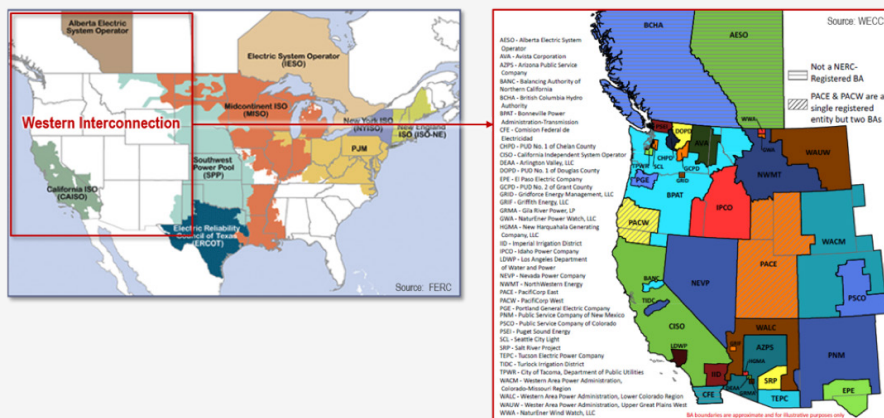 Alberta Electric
System Operator
Electric System Operator
(IESO)
Midcontinent ISO
(MISO)
New York ISO
(NYISO)
New England
ISO (ISO-NE)
Western Interconnection
PJM
Southwest
Power Pool
(SPP)
California ISO
(CAISO)
Electric Reliability
Council of Texas
(ERCOT)
Source: FERC
Source: WECC
AESO - Alberta Electric System
Operator
AVA - Avista Corporation
AZPS - Arizona Public Service
Company
BANC - Balancing Authority of
Northern California
BCHA - British Columbia Hydro
Authority
BPAT - Bonneville Power
Administration-Transmission
CFE - Comision Federal de
Electricidad
CHPD - PUD No. 1 of Chelan County
CISO - California Independent System Operator
DEAA - Arlington Valley, LLC
DOPD - PUD No. 1 of Douglas County
EPE - El Paso Electric Company
GCPD - PUD No. 2 of Grant County
GRID - Gridforce Energy Management, LLC
GRIF - Griffith Energy, LLC
GRMA - Gila River Power, LP
GWA - NaturEner Power Watch, LLC
HGMA - New Harquahala Generating
Company, LLC
IID - Imperial Irrigation District
IPCO - Idaho Power Company
LDWP - Los Angeles Department
of Water and Power
NEVP - Nevada Power Company
NWMT - NorthWestern Energy
PACE - PacifiCorp East
PACW - PacifiCorp West
PGE - Portland General Electric Company
PNM - Public Service Company of New Mexico
PSCO - Public Service Company of Colorado
PSEI - Puget Sound Energy
SCL - Seattle City Light
SRP - Salt River Project
TEPC - Tucson Electric Power Company
TIDC - Turlock Irrigation District
TPWR - City of Tacoma, Department of Public Utilities
WACM - Western Area Power Administration,
Colorado-Missouri Region
WALC - Western Area Power Administration, Lower Colorado Region
WAUW - Wester Area Power Administration, Upper Great Plains West
WWA - NaturEner Wind Watch, LLC
BCHA
AESO
Not a NERC-
Registered BA
PACE & PACW are a
single registered
entity but two BAs
WWA
DOPD
AVA
WAUW
TPWR
SCL
CHPD
GCPD
GWA
NWMT
PGE
GRID
BPAT
IPCO
PACW
WACM
BANC
NEVP
PACE
PSCO
TIDC
CISO
WALC
LDWP
GRIF
AZPS
PNM
HGMA
IID
SRP
DEAA
CFE
TEPC
EPE
BA boundaries are approximate and for illustrative purposes only